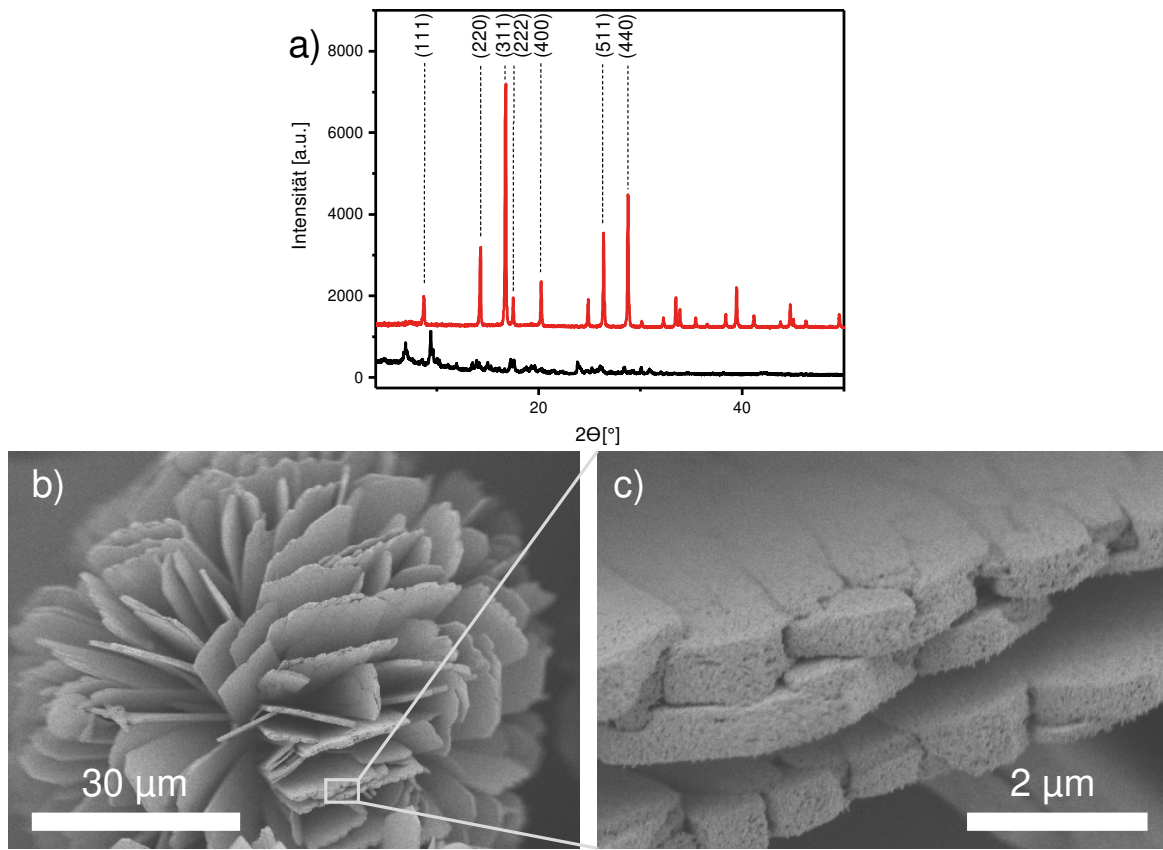 a)
(111)
(220)
(311)
(222)
(400)
(511)
(440)
8000
6000
4000
2000
0
Intensität [a.u.]
20
40
2Θ[°]
b)
30 µm
c)
2 µm